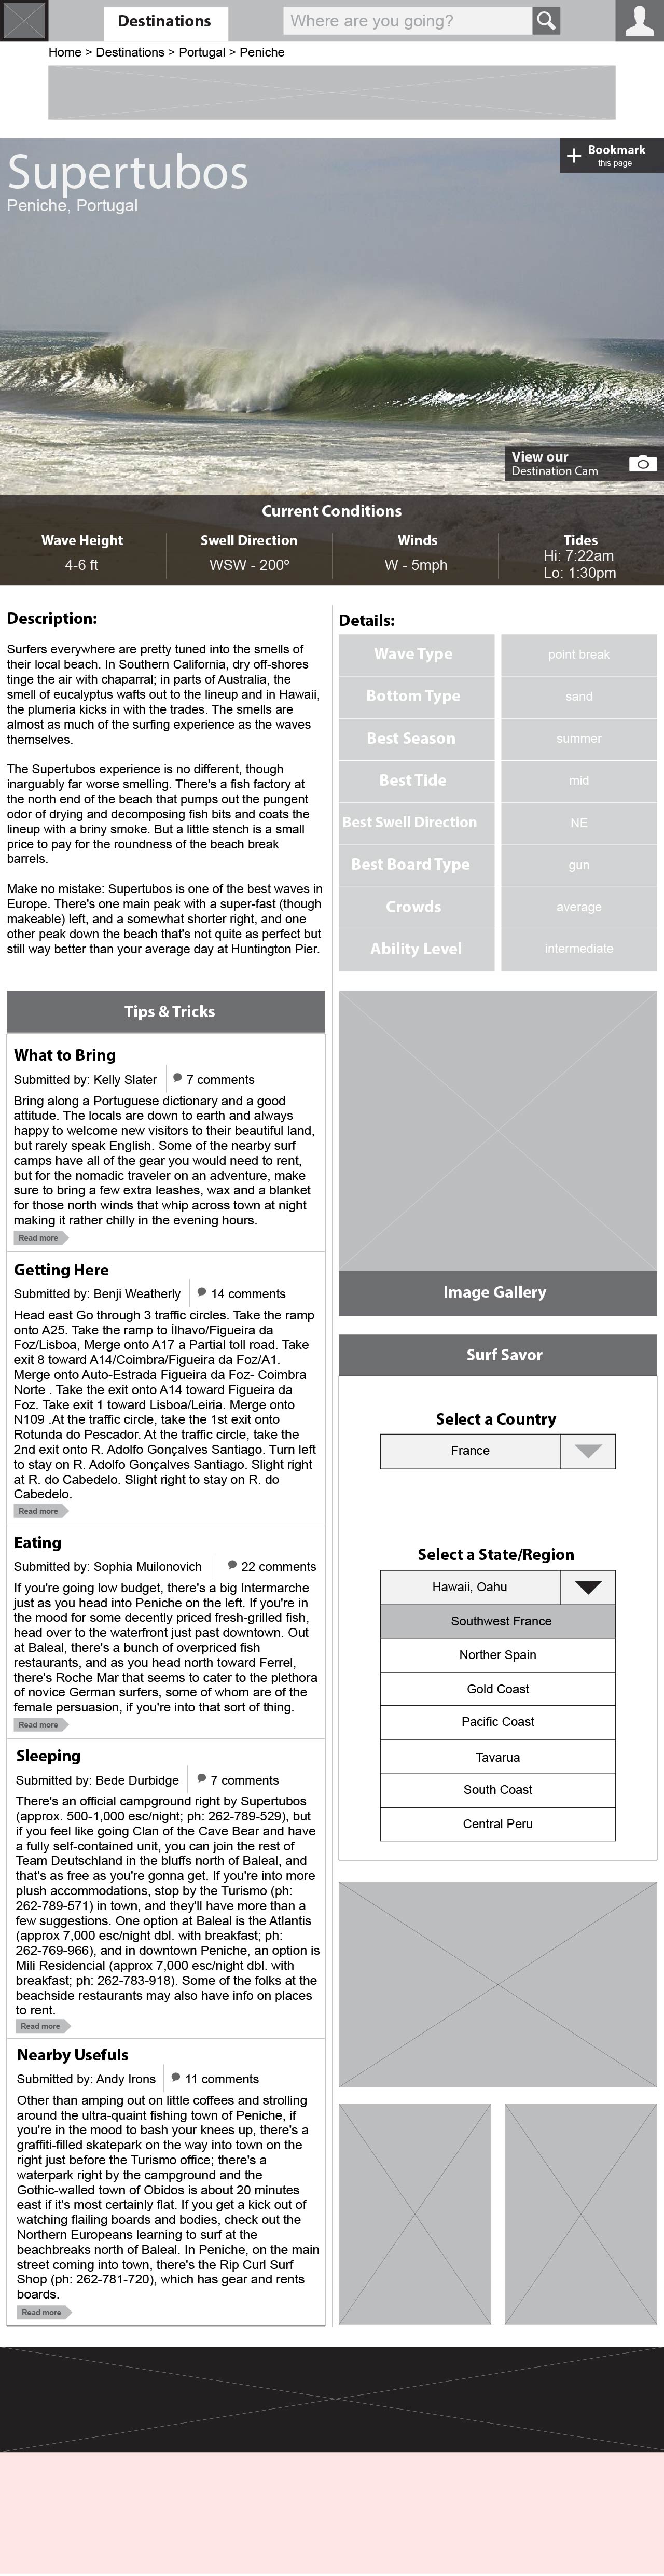 Destinations
Where are you going?
Home > Destinations > Portugal > Peniche
Supertubos
Peniche, Portugal
Bookmark
this page
View our
Destination Cam
Current Conditions
Wave Height
4-6 ft
Swell Direction
WSW - 200º
Winds
W - 5mph
Tides
Hi: 7:22am
Lo: 1:30pm
Description:
Surfers everywhere are pretty tuned into the smells of
their local beach. In Southern California, dry off-shores
tinge the air with chaparral; in parts of Australia, the
smell of eucalyptus wafts out to the lineup and in Hawaii,
the plumeria kicks in with the trades. The smells are
almost as much of the surfing experience as the waves
themselves.
The Supertubos experience is no different, though
inarguably far worse smelling. There's a fish factory at
the north end of the beach that pumps out the pungent
odor of drying and decomposing fish bits and coats the
lineup with a briny smoke. But a little stench is a small
price to pay for the roundness of the beach break
barrels.
Make no mistake: Supertubos is one of the best waves in
Europe. There's one main peak with a super-fast (though
makeable) left, and a somewhat shorter right, and one
other peak down the beach that's not quite as perfect but
still way better than your average day at Huntington Pier.
Details:
Wave Type
point break
Bottom Type
sand
Best Season
summer
Best Tide
mid
Best Swell Direction
NE
Best Board Type
gun
Crowds
average
Ability Level
intermediate
Tips & Tricks
What to Bring
Submitted by: Kelly Slater
7 comments
Bring along a Portuguese dictionary and a good
attitude. The locals are down to earth and always
happy to welcome new visitors to their beautiful land,
but rarely speak English. Some of the nearby surf
camps have all of the gear you would need to rent,
but for the nomadic traveler on an adventure, make
sure to bring a few extra leashes, wax and a blanket
for those north winds that whip across town at night
making it rather chilly in the evening hours.
Read more
Getting Here
Submitted by: Benji Weatherly
14 comments
Head east Go through 3 traffic circles. Take the ramp
onto A25. Take the ramp to Ílhavo/Figueira da
Foz/Lisboa, Merge onto A17 a Partial toll road. Take
exit 8 toward A14/Coimbra/Figueira da Foz/A1.
Merge onto Auto-Estrada Figueira da Foz- Coimbra
Norte . Take the exit onto A14 toward Figueira da
Foz. Take exit 1 toward Lisboa/Leiria. Merge onto
N109 .At the traffic circle, take the 1st exit onto
Rotunda do Pescador. At the traffic circle, take the
2nd exit onto R. Adolfo Gonçalves Santiago. Turn left
to stay on R. Adolfo Gonçalves Santiago. Slight right
at R. do Cabedelo. Slight right to stay on R. do
Cabedelo.
Read more
Eating
Submitted by: Sophia Muilonovich
22 comments
If you're going low budget, there's a big Intermarche
just as you head into Peniche on the left. If you're in
the mood for some decently priced fresh-grilled fish,
head over to the waterfront just past downtown. Out
at Baleal, there's a bunch of overpriced fish
restaurants, and as you head north toward Ferrel,
there's Roche Mar that seems to cater to the plethora
of novice German surfers, some of whom are of the
female persuasion, if you're into that sort of thing.
Read more
Sleeping
Submitted by: Bede Durbidge
7 comments
There's an official campground right by Supertubos
(approx. 500-1,000 esc/night; ph: 262-789-529), but
if you feel like going Clan of the Cave Bear and have
a fully self-contained unit, you can join the rest of
Team Deutschland in the bluffs north of Baleal, and
that's as free as you're gonna get. If you're into more
plush accommodations, stop by the Turismo (ph:
262-789-571) in town, and they'll have more than a
few suggestions. One option at Baleal is the Atlantis
(approx 7,000 esc/night dbl. with breakfast; ph:
262-769-966), and in downtown Peniche, an option is
Mili Residencial (approx 7,000 esc/night dbl. with
breakfast; ph: 262-783-918). Some of the folks at the
beachside restaurants may also have info on places
to rent.
Read more
Nearby Usefuls
Submitted by: Andy Irons
11 comments
Other than amping out on little coffees and strolling
around the ultra-quaint fishing town of Peniche, if
you're in the mood to bash your knees up, there's a
graffiti-filled skatepark on the way into town on the
right just before the Turismo office; there's a
waterpark right by the campground and the
Gothic-walled town of Obidos is about 20 minutes
east if it's most certainly flat. If you get a kick out of
watching flailing boards and bodies, check out the
Northern Europeans learning to surf at the
beachbreaks north of Baleal. In Peniche, on the main
street coming into town, there's the Rip Curl Surf
Shop (ph: 262-781-720), which has gear and rents
boards.
Read more
Image Gallery
Surf Savor
Select a Country
France
Select a State/Region
Hawaii, Oahu
Southwest France
Norther Spain
Gold Coast
Pacific Coast
Tavarua
South Coast
Central Peru